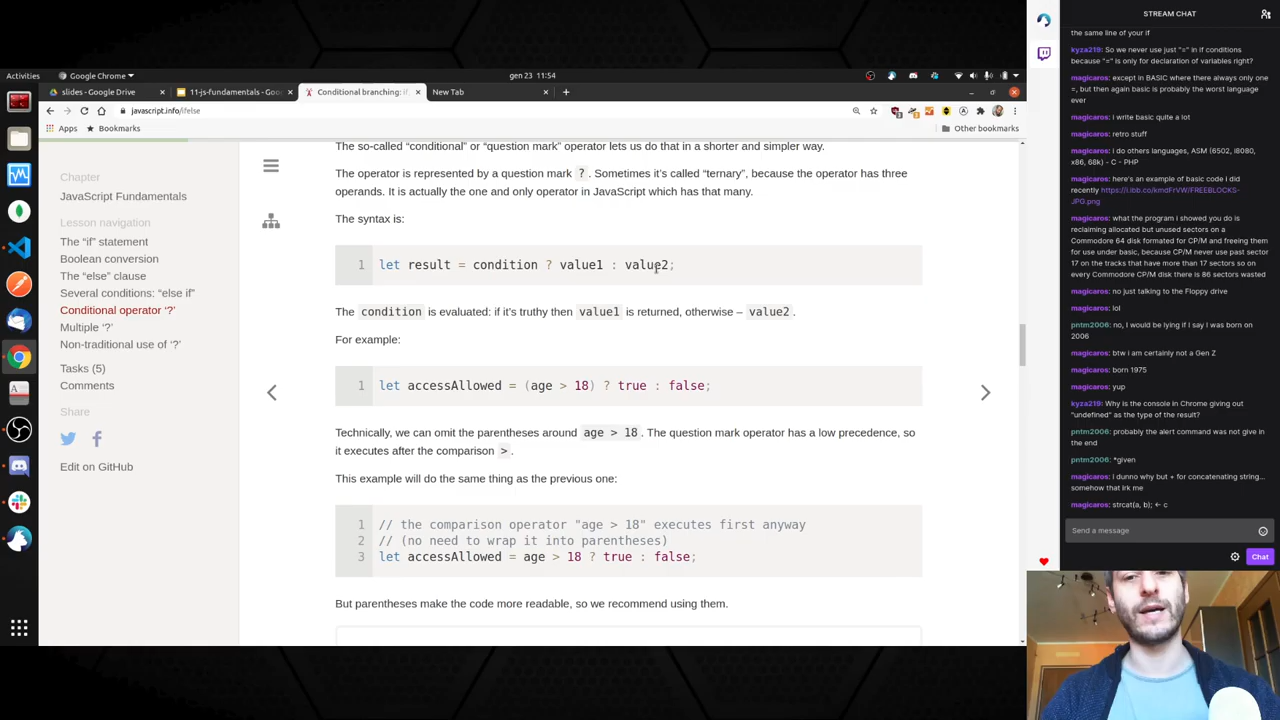 Activities
Google Chrome
gen 23 11:54
slides - Google Drive
11-js-fundamentals - Goo
Conditional branching: if,
New Tab
javascript.info/ifelse
Apps
Bookmarks
Other bookmarks
Chapter
JavaScript Fundamentals
Lesson navigation
The “if” statement
Boolean conversion
The “else” clause
Several conditions: “else if”
Conditional operator ‘?’
Multiple ‘?’
Non-traditional use of ‘?’
Tasks (5)
Comments
Share
Edit on GitHub
The so-called “conditional” or “question mark” operator lets us do that in a shorter and simpler way.
The operator is represented by a question mark ?. Sometimes it’s called “ternary”, because the operator has three
operands. It is actually the one and only operator in JavaScript which has that many.
The syntax is:
1 let result = condition ? value1 : value2;
The condition is evaluated: if it’s truthy then value1 is returned, otherwise – value2.
For example:
1 let accessAllowed = (age > 18) ? true : false;
Technically, we can omit the parentheses around age > 18. The question mark operator has a low precedence, so
it executes after the comparison >.
This example will do the same thing as the previous one:
1 // the comparison operator "age > 18" executes first anyway
2 // (no need to wrap it into parentheses)
3 let accessAllowed = age > 18 ? true : false;
But parentheses make the code more readable, so we recommend using them.
STREAM CHAT
the same line of your if
kyza219: So we never use just "=" in if conditions
because "=" is only for declaration of variables right?
magicaros: except in BASIC where there always only one
=, but then again basic is probably the worst language
ever
magicaros: i write basic quite a lot
magicaros: retro stuff
magicaros: i do others languages, ASM (6502, i8080,
x86, 68k) - C - PHP
magicaros: here's an example of basic code I did
recently https://i.ibb.co/kmdFrVW/FREEBLOCKS-
JPG.png
magicaros: what the program i showed you do is
reclaiming allocated but unused sectors on a
Commodore 64 disk formated for CP/M and freeing them
for use under basic, because CP/M never use past sector
17 on the tracks that have more than 17 sectors so on
every Commodore CP/M disk there is 86 sectors wasted
magicaros: no just talking to the Floppy drive
magicaros: lol
pntm2006: no, I would be lying if I say I was born on
2006
magicaros: btw i am certainly not a Gen Z
magicaros: born 1975
magicaros: yup
kyza219: Why is the console in Chrome giving out
"undefined" as the type of the result?
pntm2006: probably the alert command was not give in
the end
pntm2006: *given
magicaros: I dunno why but + for concatenating string...
somehow that irk me
magicaros: strcat(a, b); <- c
Send a message
Chat